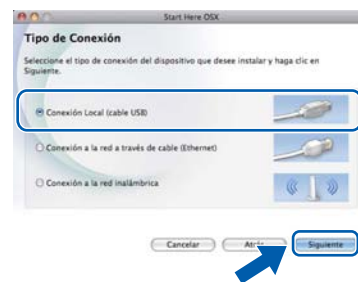 Start Here OSX
Tipo de Conexión
Seleccione el tipo de conexión del dispositivo que desee instalar y haga clic en
Siguiente.
Conexión Local (cable USB)
Conexión a la red a través de cable (Ethernet)
Conexión a la red inalámbrica
Cancelar
Atrás
Siguiente